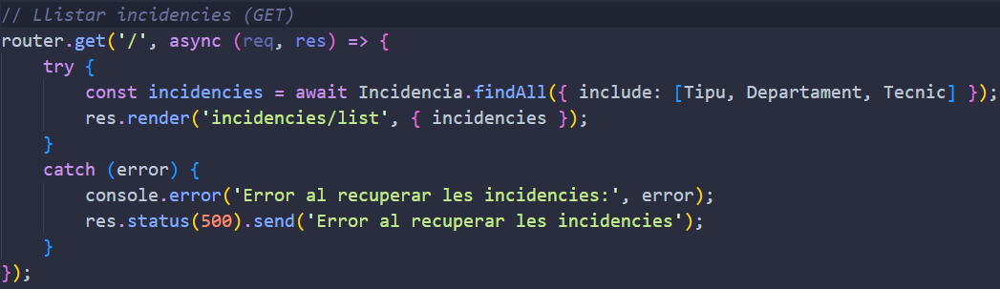 // Llistar incidencies (GET)
router.get('/', async (req, res) => {
    try {
        const incidencies = await Incidencia.findAll({ include: [Tipu, Departament, Tecnic] });
        res.render('incidencies/list', { incidencies });
    }
    catch (error) {
        console.error('Error al recuperar les incidencies:', error);
        res.status(500).send('Error al recuperar les incidencies');
    }
});